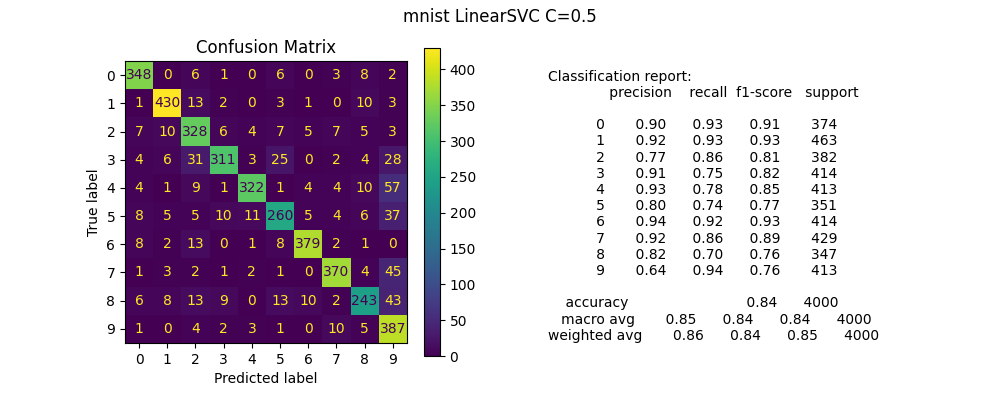 mnist LinearSVC C=0.5
Confusion Matrix
0 348 0 6 1 0 6 0 3 8 2
1 1 430 13 2 0 3 1 0 10 3
2 7 10 328 6 4 7 5 7 5 3
3 4 6 31 311 3 25 0 2 4 28
4 4 1 9 1 322 1 4 4 10 57
5 8 5 5 10 11 260 5 4 6 37
6 8 2 13 0 1 8 379 2 1 0
7 1 3 2 1 2 1 0 370 4 45
8 6 8 13 9 0 13 10 2 243 43
9 1 0 4 2 3 1 0 10 5 387
0 1 2 3 4 5 6 7 8 9
Predicted label
True label
400
350
300
250
200
150
100
50
0
Classification report:
precision recall f1-score support
0 0.90 0.93 0.91 374
1 0.92 0.93 0.93 463
2 0.77 0.86 0.81 382
3 0.91 0.75 0.82 414
4 0.93 0.78 0.85 413
5 0.80 0.74 0.77 351
6 0.94 0.92 0.93 414
7 0.92 0.86 0.89 429
8 0.82 0.70 0.76 347
9 0.64 0.94 0.76 413
accuracy 0.84 4000
macro avg 0.85 0.84 0.84 4000
weighted avg 0.86 0.84 0.85 4000